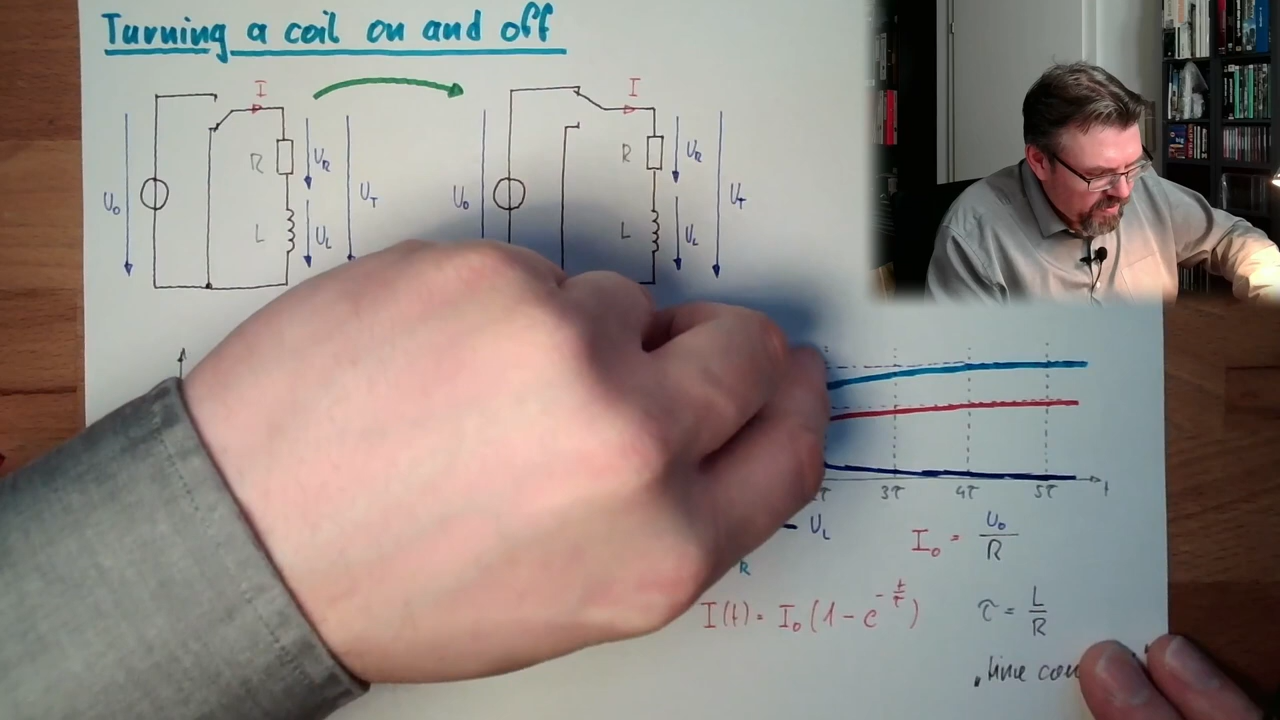 Turning a coil on and off
I
I
R
U_R
U_T
U_0
L
U_L
U_0
R
U_R
U_T
L
U_L
3τ
4τ
5τ
t
U_L
R
I_0 = U_0 / R
I(t) = I_0 (1 - e^{-t/τ})
τ = L / R